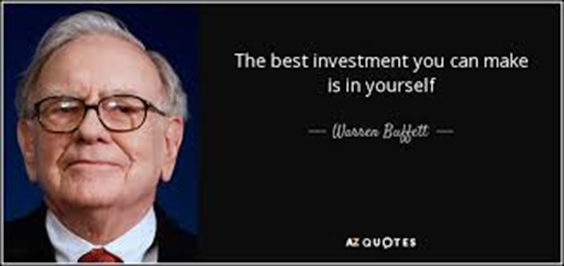 The best investment you can make
is in yourself
Warren Buffett
AZ QUOTES